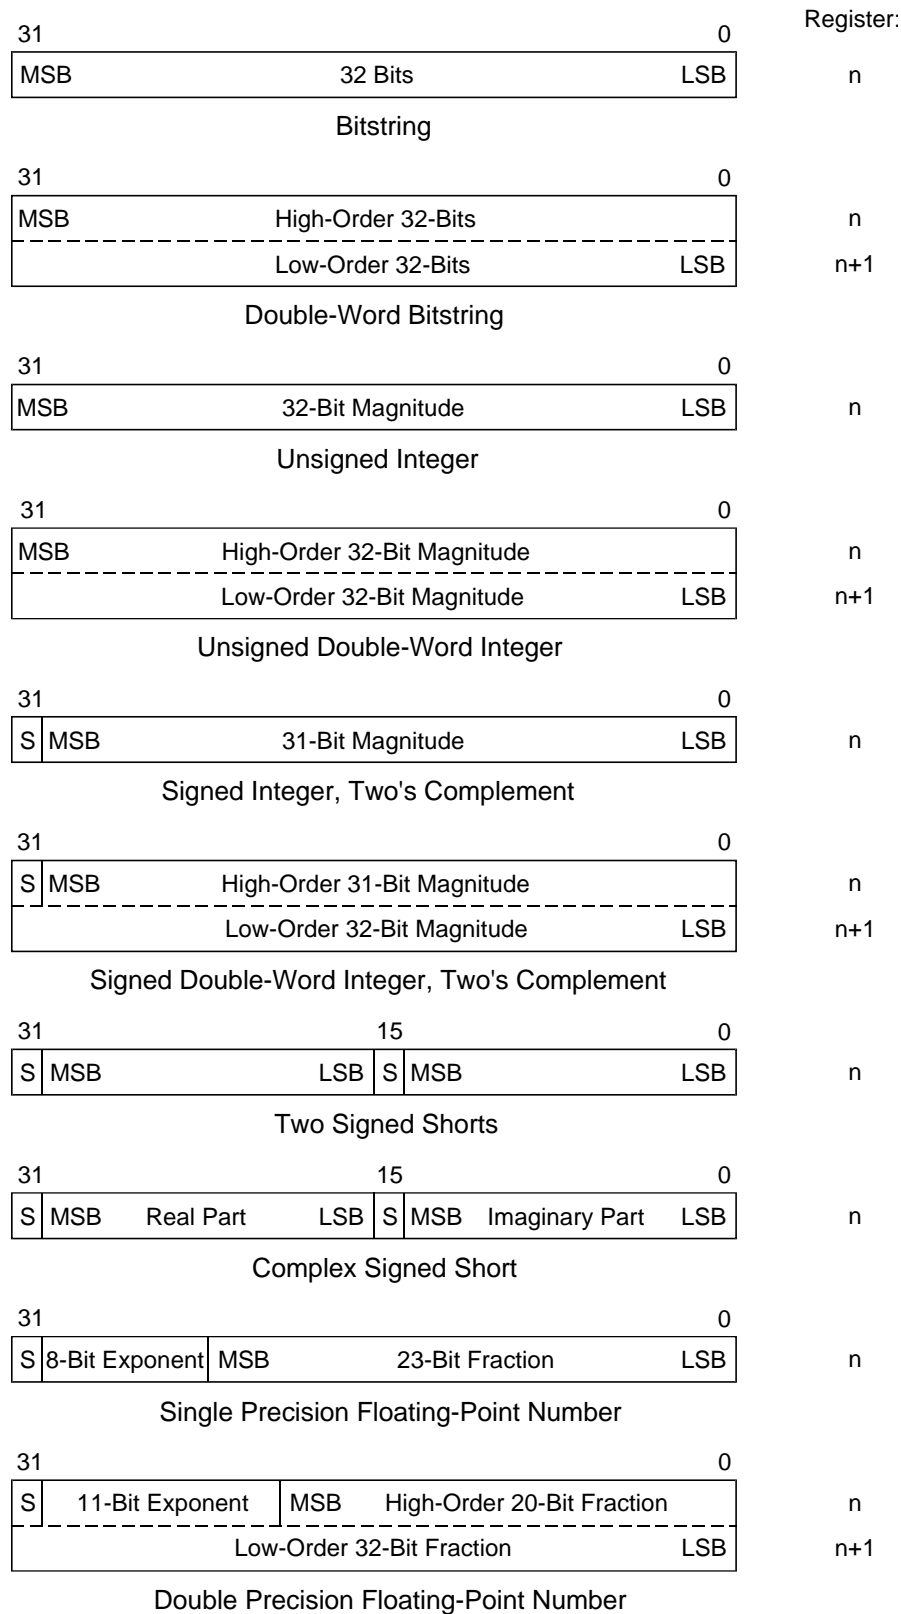 Register:
31 0
MSB 32 Bits LSB n
Bitstring
31 0
MSB High-Order 32-Bits n
Low-Order 32-Bits LSB n+1
Double-Word Bitstring
31 0
MSB 32-Bit Magnitude LSB n
Unsigned Integer
31 0
MSB High-Order 32-Bit Magnitude n
Low-Order 32-Bit Magnitude LSB n+1
Unsigned Double-Word Integer
31 0
S MSB 31-Bit Magnitude LSB n
Signed Integer, Two's Complement
31 0
S MSB High-Order 31-Bit Magnitude n
Low-Order 32-Bit Magnitude LSB n+1
Signed Double-Word Integer, Two's Complement
31 15 0
S MSB LSB S MSB LSB n
Two Signed Shorts
31 15 0
S MSB Real Part LSB S MSB Imaginary Part LSB n
Complex Signed Short
31 0
S 8-Bit Exponent MSB 23-Bit Fraction LSB n
Single Precision Floating-Point Number
31 0
S 11-Bit Exponent MSB High-Order 20-Bit Fraction n
Low-Order 32-Bit Fraction LSB n+1
Double Precision Floating-Point Number